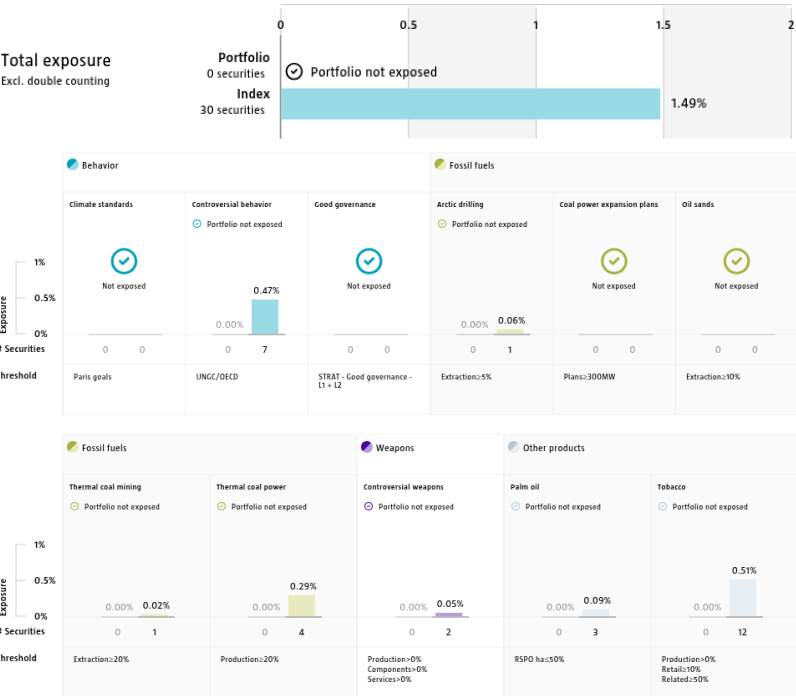 0 0.5 1 1.5 2
Total exposure
Excl. double counting
Portfolio
0 securities
Portfolio not exposed
Index
30 securities
1.49%
Behavior
Fossil fuels
Climate standards
Controversial behavior
Good governance
Arctic drilling
Coal power expansion plans
Oil sands
Portfolio not exposed
Portfolio not exposed
Not exposed
Not exposed
Not exposed
Not exposed
Exposure
1%
0.5%
0%
0.00% 0.47%
0.00% 0.06%
# Securities
0 0
0 7
0 0
0 1
0 0
0 0
hreshold
Paris goals
UNGC/OECD
STRAT - Good governance -
L1 + L2
Extraction≥5%
Plans≥300MW
Extraction≥10%
Fossil fuels
Weapons
Other products
Thermal coal mining
Thermal coal power
Controversial weapons
Palm oil
Tobacco
Portfolio not exposed
Portfolio not exposed
Portfolio not exposed
Portfolio not exposed
Portfolio not exposed
Exposure
1%
0.5%
0%
0.00% 0.02%
0.00% 0.29%
0.00% 0.05%
0.00% 0.09%
0.00% 0.51%
# Securities
0 1
0 4
0 2
0 3
0 12
hreshold
Extraction≥20%
Production≥20%
Production>0%
Components>0%
Services>0%
RSPO ha≤50%
Production>0%
Retail≥10%
Related≥50%